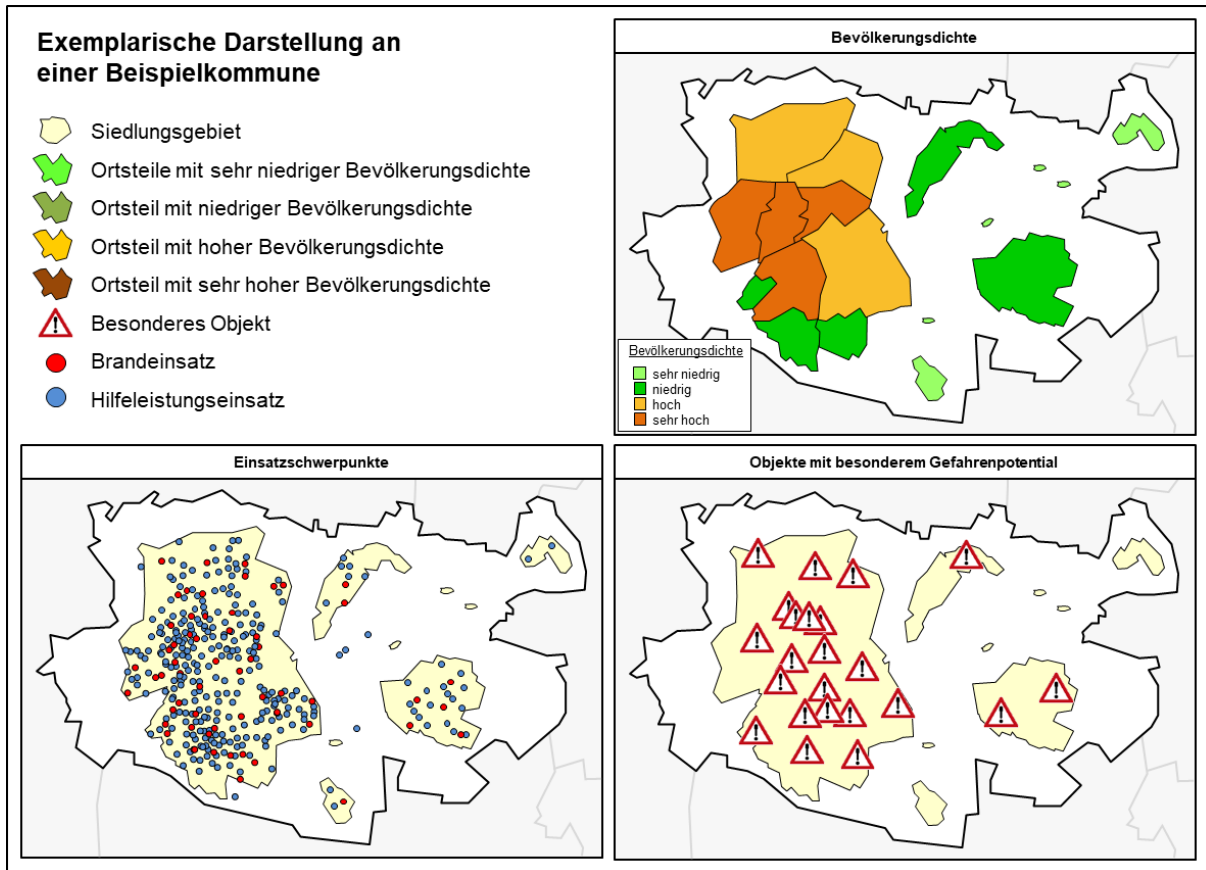 Exemplarische Darstellung an
einer Beispielkommune
Siedlungsgebiet
Ortsteile mit sehr niedriger Bevölkerungsdichte
Ortsteil mit niedriger Bevölkerungsdichte
Ortsteil mit hoher Bevölkerungsdichte
Ortsteil mit sehr hoher Bevölkerungsdichte
Besonderes Objekt
Brandeinsatz
Hilfeleistungseinsatz
Bevölkerungsdichte
Bevölkerungsdichte
sehr niedrig
niedrig
hoch
sehr hoch
Einsatzschwerpunkte
Objekte mit besonderem Gefahrenpotential